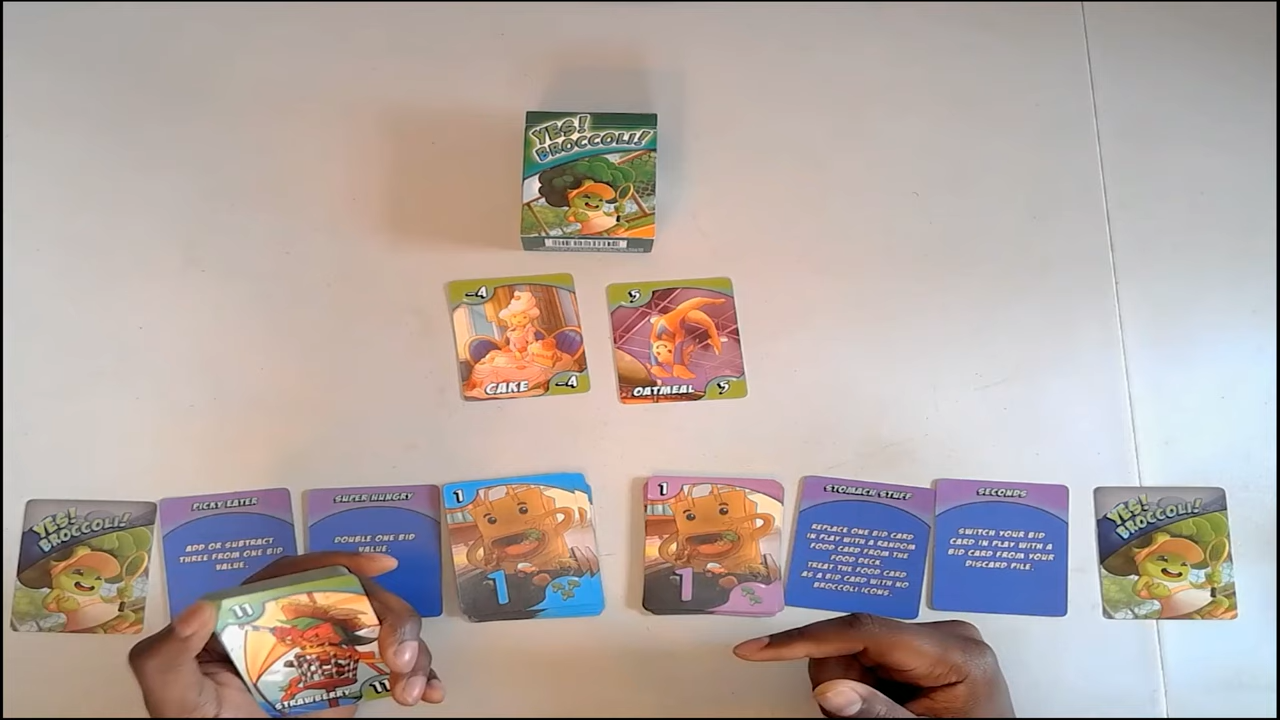 YES!
BROCCOLI!
-4
CAKE
-4
5
OATMEAL
5
YES!
BROCCOLI!
PICKY EATER
ADD OR SUBTRACT
THREE FROM ONE BID
VALUE.
SUPER HUNGRY
DOUBLE ONE BID
VALUE.
1
1
1
1
STOMACH STUFF
REPLACE ONE BID CARD
IN PLAY WITH A RANDOM
FOOD CARD FROM THE
FOOD DECK.
TREAT THE FOOD CARD
AS A BID CARD WITH NO
BROCCOLI ICONS.
SECONDS
SWITCH YOUR BID
CARD IN PLAY WITH A
BID CARD FROM YOUR
DISCARD PILE.
YES!
BROCCOLI!
11
STRAWBERRY
11